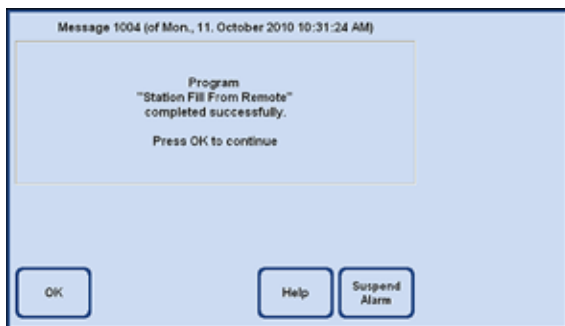 Message 1004 (of Mon., 11. October 2010 10:31:24 AM)
Program
"Station Fill From Remote"
completed successfully.
Press OK to continue
OK
Help
Suspend
Alarm